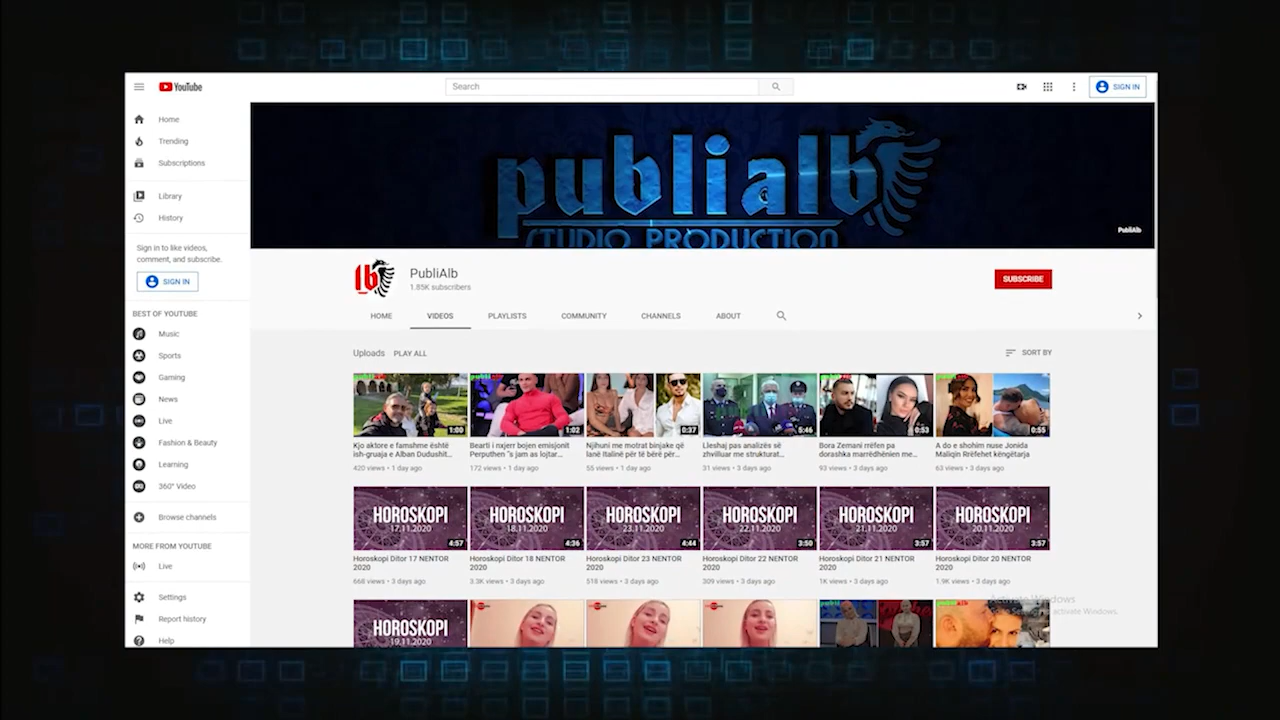 YouTube
Search
SIGN IN
Home
Trending
Subscriptions
Library
History
Sign in to like videos,
comment, and subscribe.
SIGN IN
BEST OF YOUTUBE
Music
Sports
Gaming
News
Live
Fashion & Beauty
Learning
360° Video
Browse channels
MORE FROM YOUTUBE
Live
Settings
Report history
Help
publialb
STUDIO PRODUCTION
PubliAlb
lb
PubliAlb
1.85K subscribers
SUBSCRIBE
HOME VIDEOS PLAYLISTS COMMUNITY CHANNELS ABOUT
Uploads PLAY ALL
SORT BY
1:00
Kjo aktore e famshme është
ish-gruaja e Alban Dudushit...
420 views • 1 day ago
1:02
Bearti i nxjerr bojen emisjonit
Perputhen "s jam as lojtar...
172 views • 1 day ago
0:37
Njihuni me motrat binjake që
lanë Italinë për të bërë për...
55 views • 1 day ago
5:46
Lleshaj pas analizës së
zhvilluar me strukturat...
31 views • 3 days ago
0:53
Bora Zemani rrëfen pa
dorashka marrëdhënien me...
93 views • 3 days ago
0:55
A do e shohim nuse Jonida
Maliqin Rrëfehet këngëtarja
63 views • 3 days ago
HOROSKOPI
17.11.2020
4:57
Horoskopi Ditor 17 NENTOR
2020
668 views • 3 days ago
HOROSKOPI
18.11.2020
4:36
Horoskopi Ditor 18 NENTOR
2020
3.3K views • 3 days ago
HOROSKOPI
23.11.2020
4:44
Horoskopi Ditor 23 NENTOR
2020
518 views • 3 days ago
HOROSKOPI
22.11.2020
3:50
Horoskopi Ditor 22 NENTOR
2020
309 views • 3 days ago
HOROSKOPI
21.11.2020
3:57
Horoskopi Ditor 21 NENTOR
2020
1K views • 3 days ago
HOROSKOPI
20.11.2020
3:57
Horoskopi Ditor 20 NENTOR
2020
1.9K views • 3 days ago
HOROSKOPI
19.11.2020
Activate Windows
activate Windows.